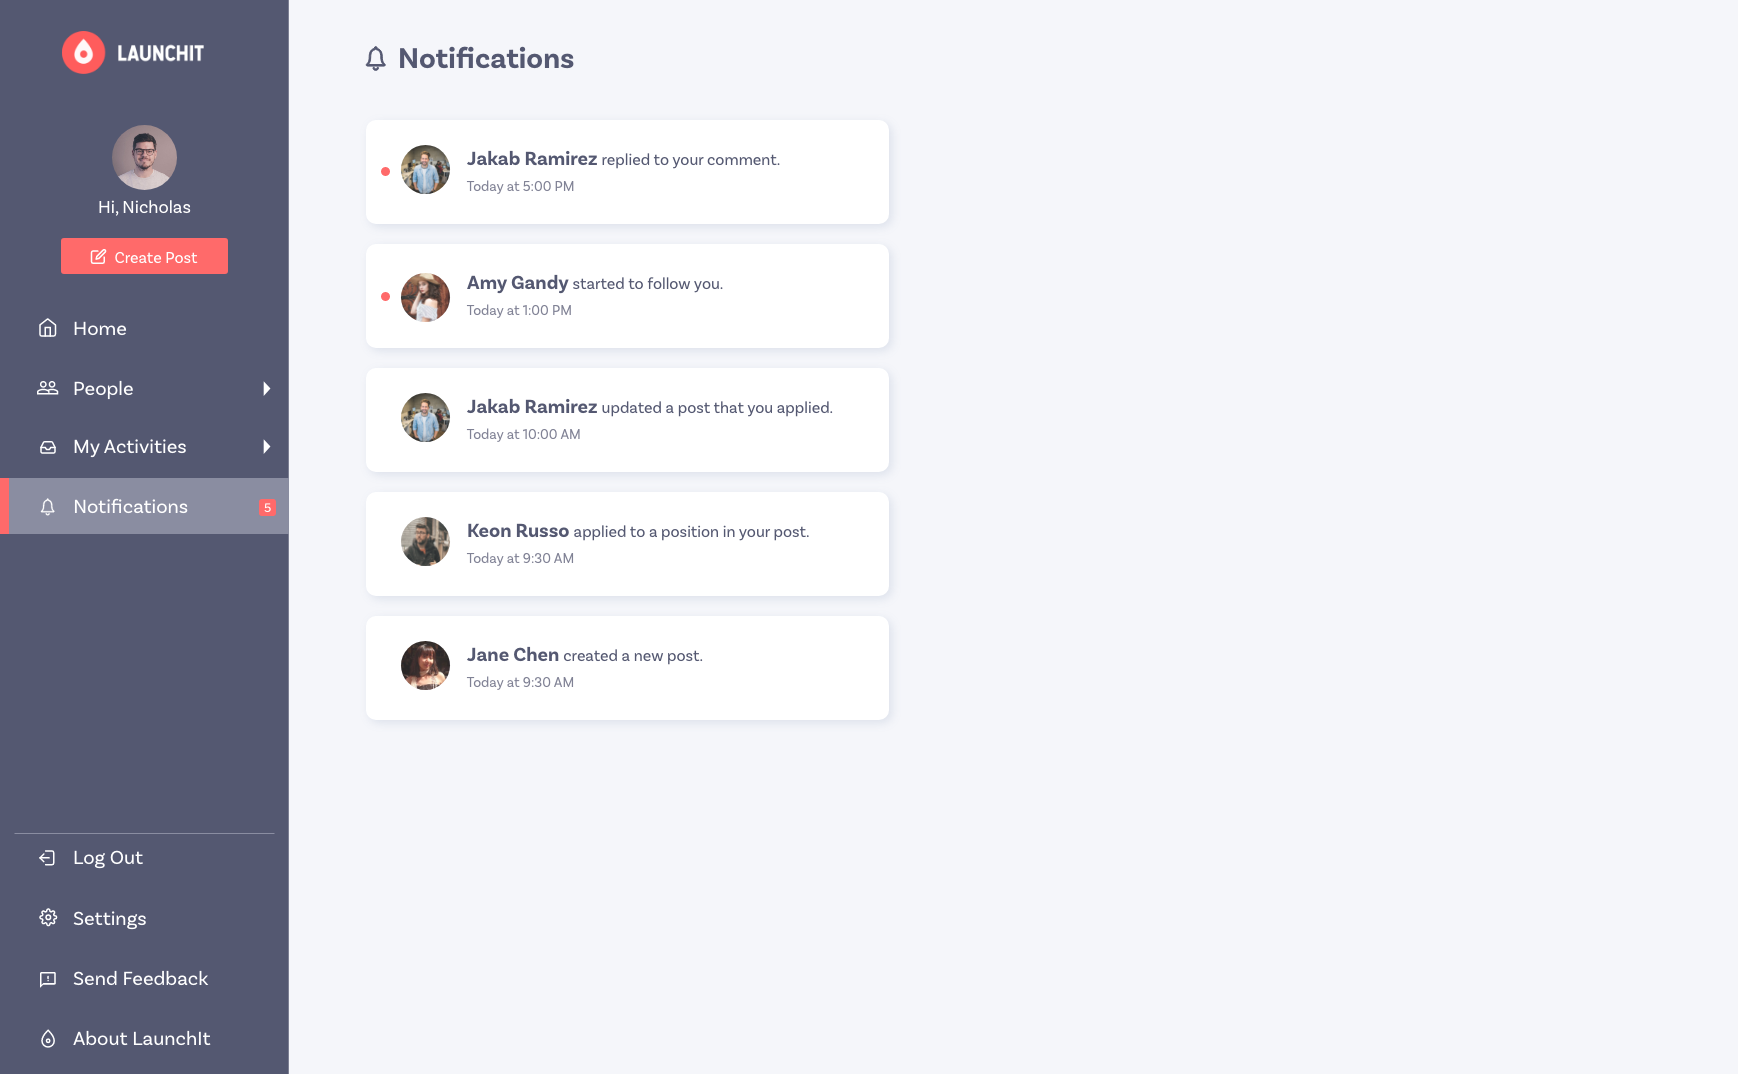 LAUNCHIT
Hi, Nicholas
Create Post
Home
People
My Activities
Notifications 5
Log Out
Settings
Send Feedback
About LaunchIt
Notifications
Jakab Ramirez replied to your comment.
Today at 5:00 PM
Amy Gandy started to follow you.
Today at 1:00 PM
Jakab Ramirez updated a post that you applied.
Today at 10:00 AM
Keon Russo applied to a position in your post.
Today at 9:30 AM
Jane Chen created a new post.
Today at 9:30 AM